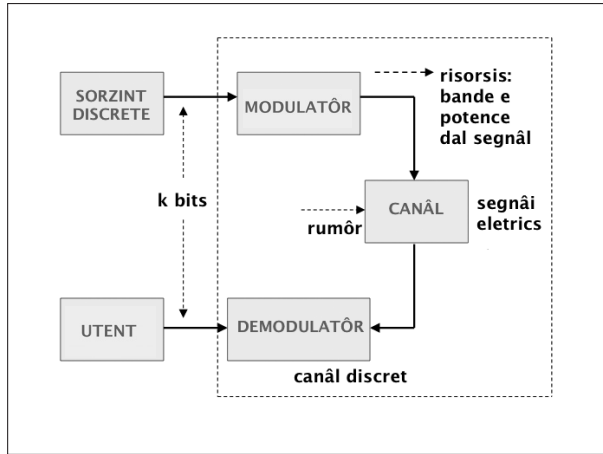 SORZINT
DISCRETE
MODULATÔR
risorsis:
bande e
potence
dal segnâl
k bits
rumôr
CANÂL
segnâi
eletrics
UTENT
DEMODULATÔR
canâl discret